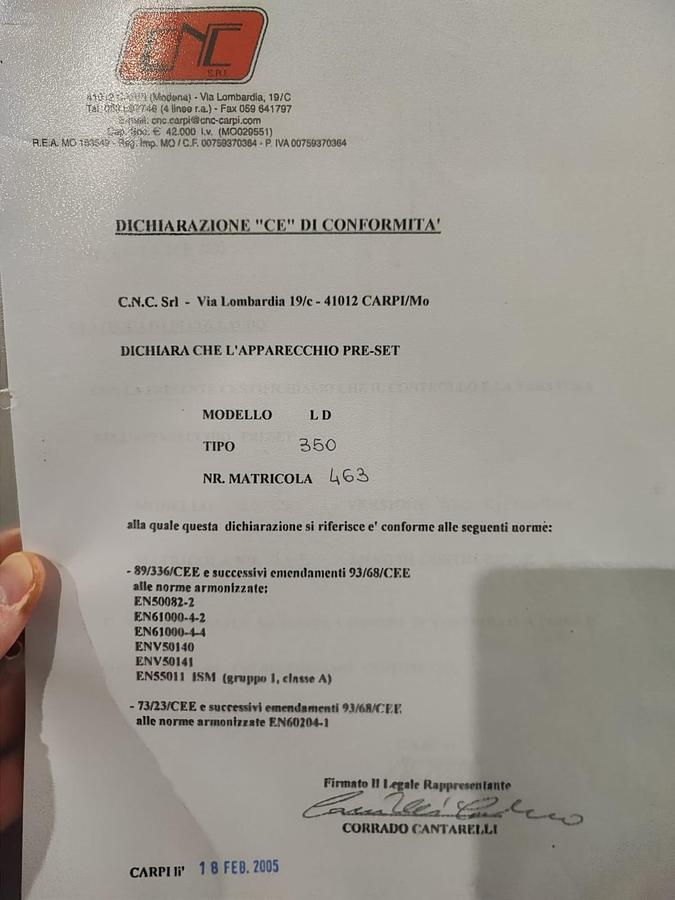 CNC
S.R.L.
41012 CARPI (Modena) - Via Lombardia, 19/C
(4 linee r.a.) - Fax 059 641797
E-mail: cnc.carpi@cnc-carpi.com
Cap. Soc. € 42.000 i.v. (MO029551)
R.E.A. MO 183549 - Reg. Imp. MO / C.F. 00759370364 - P. IVA 00759370364
DICHIARAZIONE "CE" DI CONFORMITA'
C.N.C. Srl - Via Lombardia 19/c - 41012 CARPI/Mo
DICHIARA CHE L'APPARECCHIO PRE-SET
MODELLO L D
TIPO 350
NR. MATRICOLA 463
alla quale questa dichiarazione si riferisce e' conforme alle seguenti norme:
- 89/336/CEE e successivi emendamenti 93/68/CEE
alle norme armonizzate:
EN50082-2
EN61000-4-2
EN61000-4-4
ENV50140
ENV50141
EN55011 ISM (gruppo 1, classe A)
- 73/23/CEE e successivi emendamenti 93/68/CEE
alle norme armonizzate EN60204-1
Firmato Il Legale Rappresentante
CORRADO CANTARELLI
CARPI li' 18 FEB. 2005